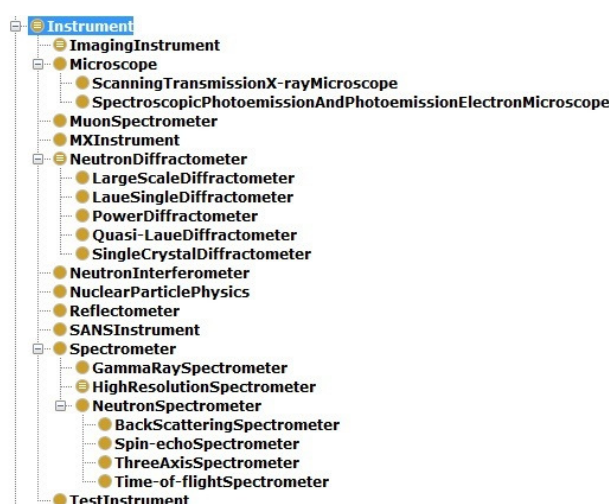 Instrument
ImagingInstrument
Microscope
ScanningTransmissionX-rayMicroscope
SpectroscopicPhotoemissionAndPhotoemissionElectronMicroscope
MuonSpectrometer
MXInstrument
NeutronDiffractometer
LargeScaleDiffractometer
LaueSingleDiffractometer
PowerDiffractometer
Quasi-LaueDiffractometer
SingleCrystalDiffractometer
NeutronInterferometer
NuclearParticlePhysics
Reflectometer
SANSInstrument
Spectrometer
GammaRaySpectrometer
HighResolutionSpectrometer
NeutronSpectrometer
BackScatteringSpectrometer
Spin-echoSpectrometer
ThreeAxisSpectrometer
Time-of-flightSpectrometer
TestInstrument